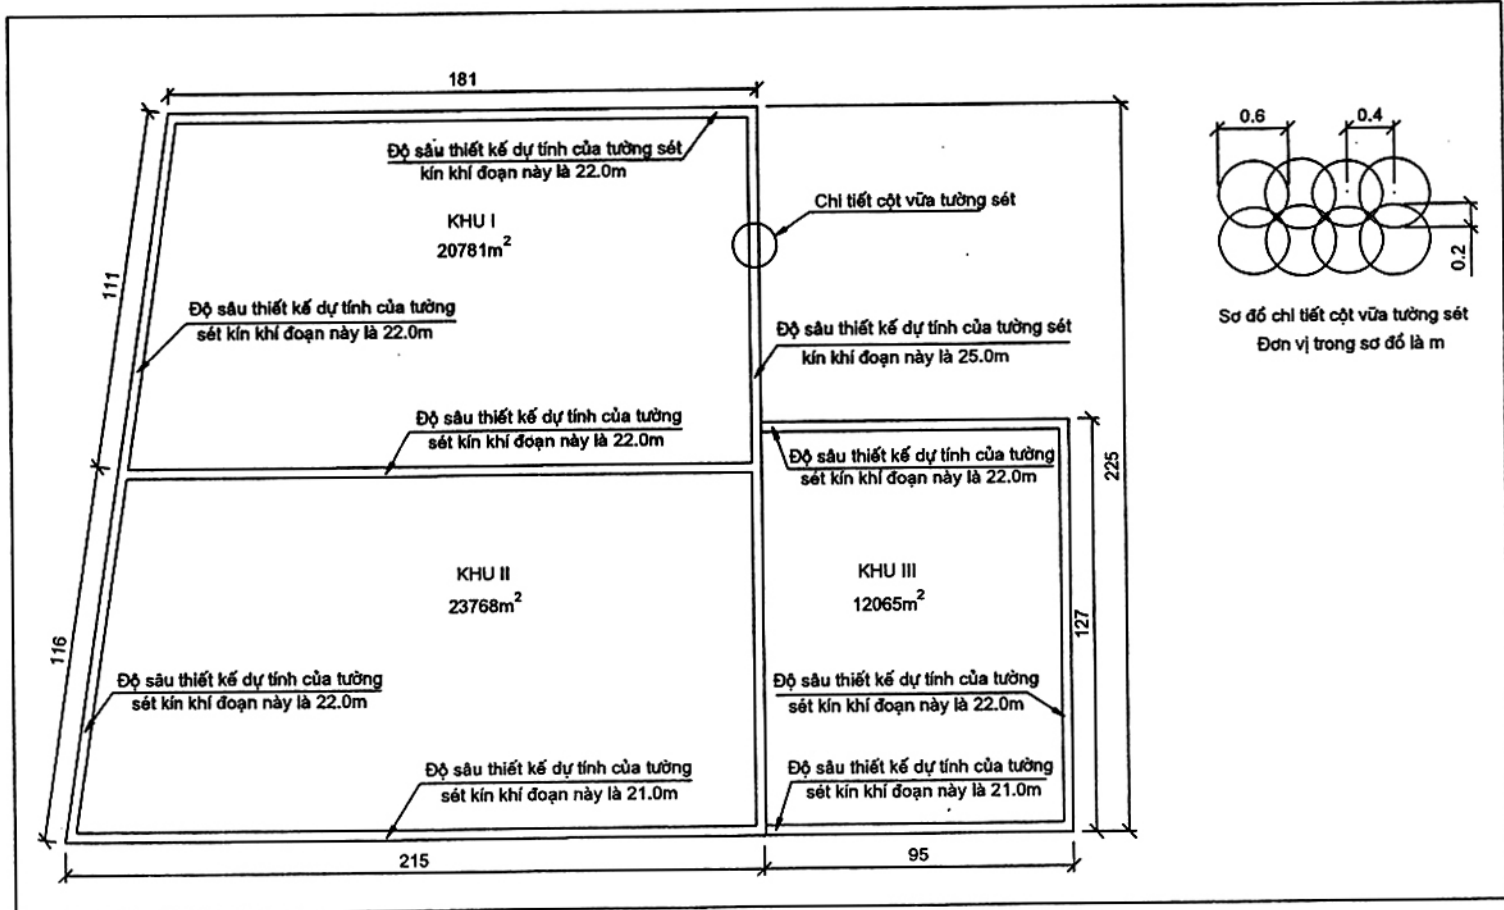 181
Độ sâu thiết kế dự tính của tường sét
kín khí đoạn này là 22.0m
KHU I
20781m²
Chi tiết cột vữa tường sét
0.6
0.4
0.2
Sơ đồ chi tiết cột vữa tường sét
Đơn vị trong sơ đồ là m
111
Độ sâu thiết kế dự tính của tường
sét kín khí đoạn này là 22.0m
Độ sâu thiết kế dự tính của tường sét
kín khí đoạn này là 25.0m
Độ sâu thiết kế dự tính của tường
sét kín khí đoạn này là 22.0m
Độ sâu thiết kế dự tính của tường
sét kín khí đoạn này là 22.0m
225
KHU II
23768m²
KHU III
12065m²
127
116
Độ sâu thiết kế dự tính của tường
sét kín khí đoạn này là 22.0m
Độ sâu thiết kế dự tính của tường
sét kín khí đoạn này là 22.0m
Độ sâu thiết kế dự tính của tường
sét kín khí đoạn này là 21.0m
Độ sâu thiết kế dự tính của tường
sét kín khí đoạn này là 21.0m
215
95